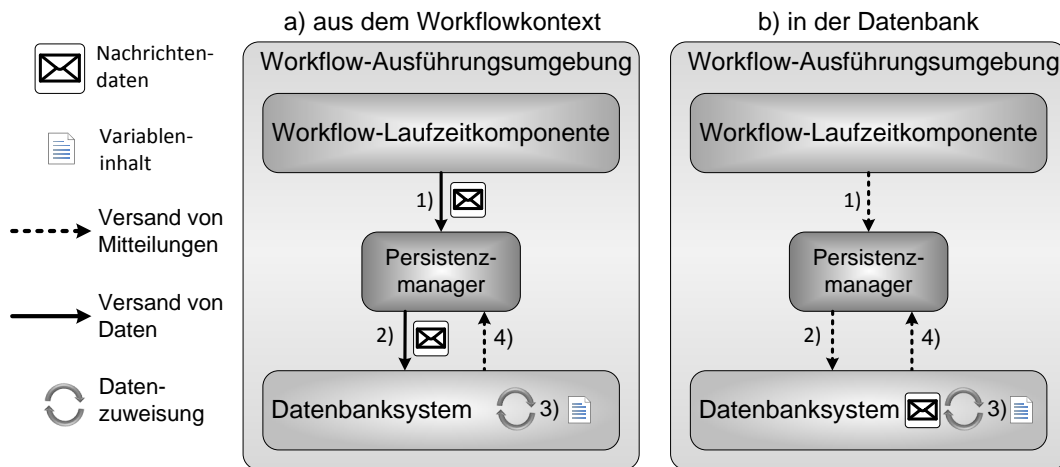 Nachrichten-
daten
Variablen-
inhalt
Versand von
Mitteilungen
Versand von
Daten
Daten-
zuweisung
a) aus dem Workflowkontext
Workflow-Ausführungsumgebung
Workflow-Laufzeitkomponente
1)
Persistenz-
manager
2)
4)
Datenbanksystem
3)
b) in der Datenbank
Workflow-Ausführungsumgebung
Workflow-Laufzeitkomponente
1)
Persistenz-
manager
2)
4)
Datenbanksystem
3)